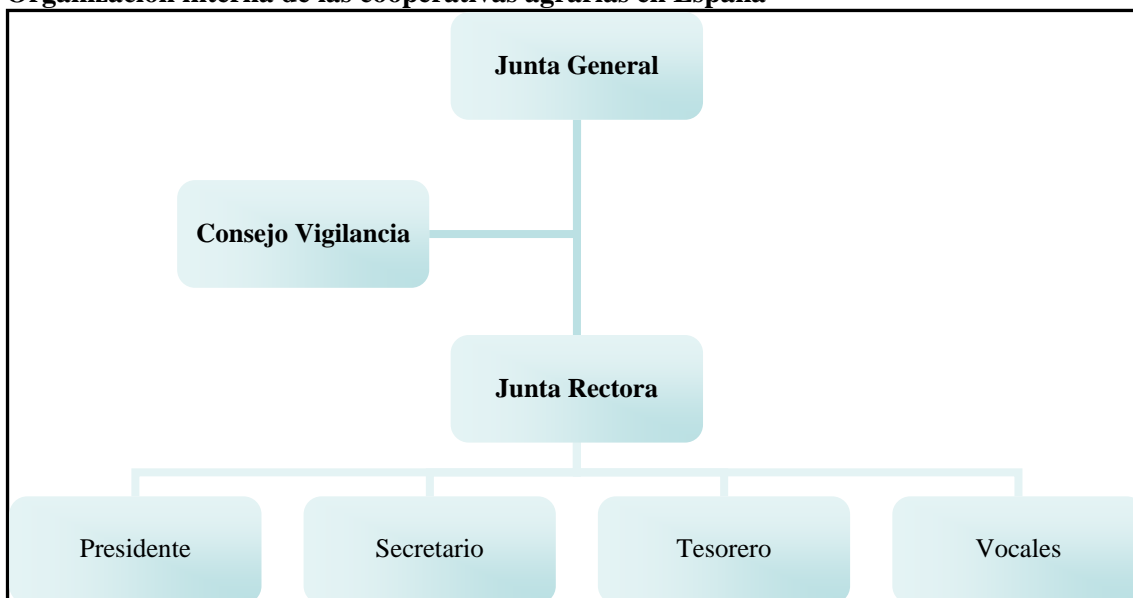 Organización interna de las cooperativas agrarias en España
Junta General
Consejo Vigilancia
Junta Rectora
Presidente
Secretario
Tesorero
Vocales